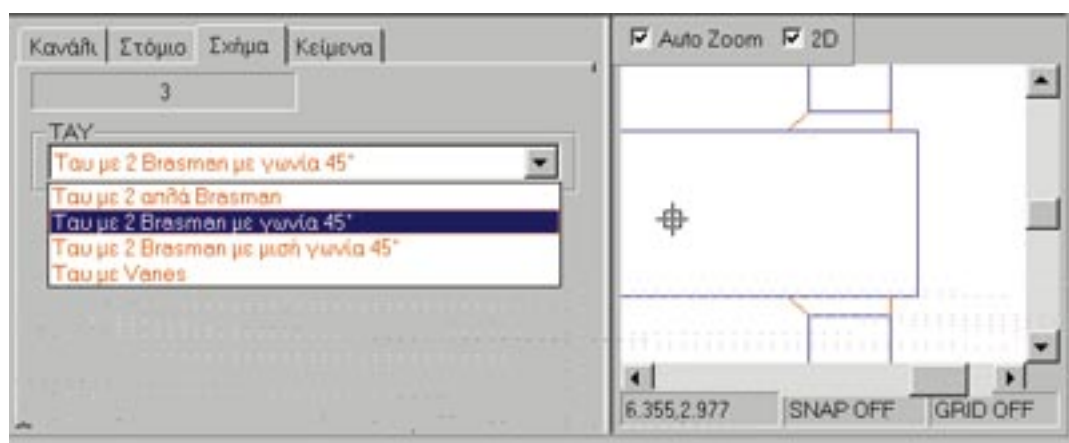 Κανάλι Στόμιο Σχήμα Κείμενα
3
ΤΑΥ
Ταυ με 2 Brasman με γωνία 45°
Ταυ με 2 απλά Brasman
Ταυ με 2 Brasman με γωνία 45°
Ταυ με 2 Brasman με μισή γωνία 45°
Ταυ με Vanes
Auto Zoom 2D
6.355,2.977 SNAP OFF GRID OFF